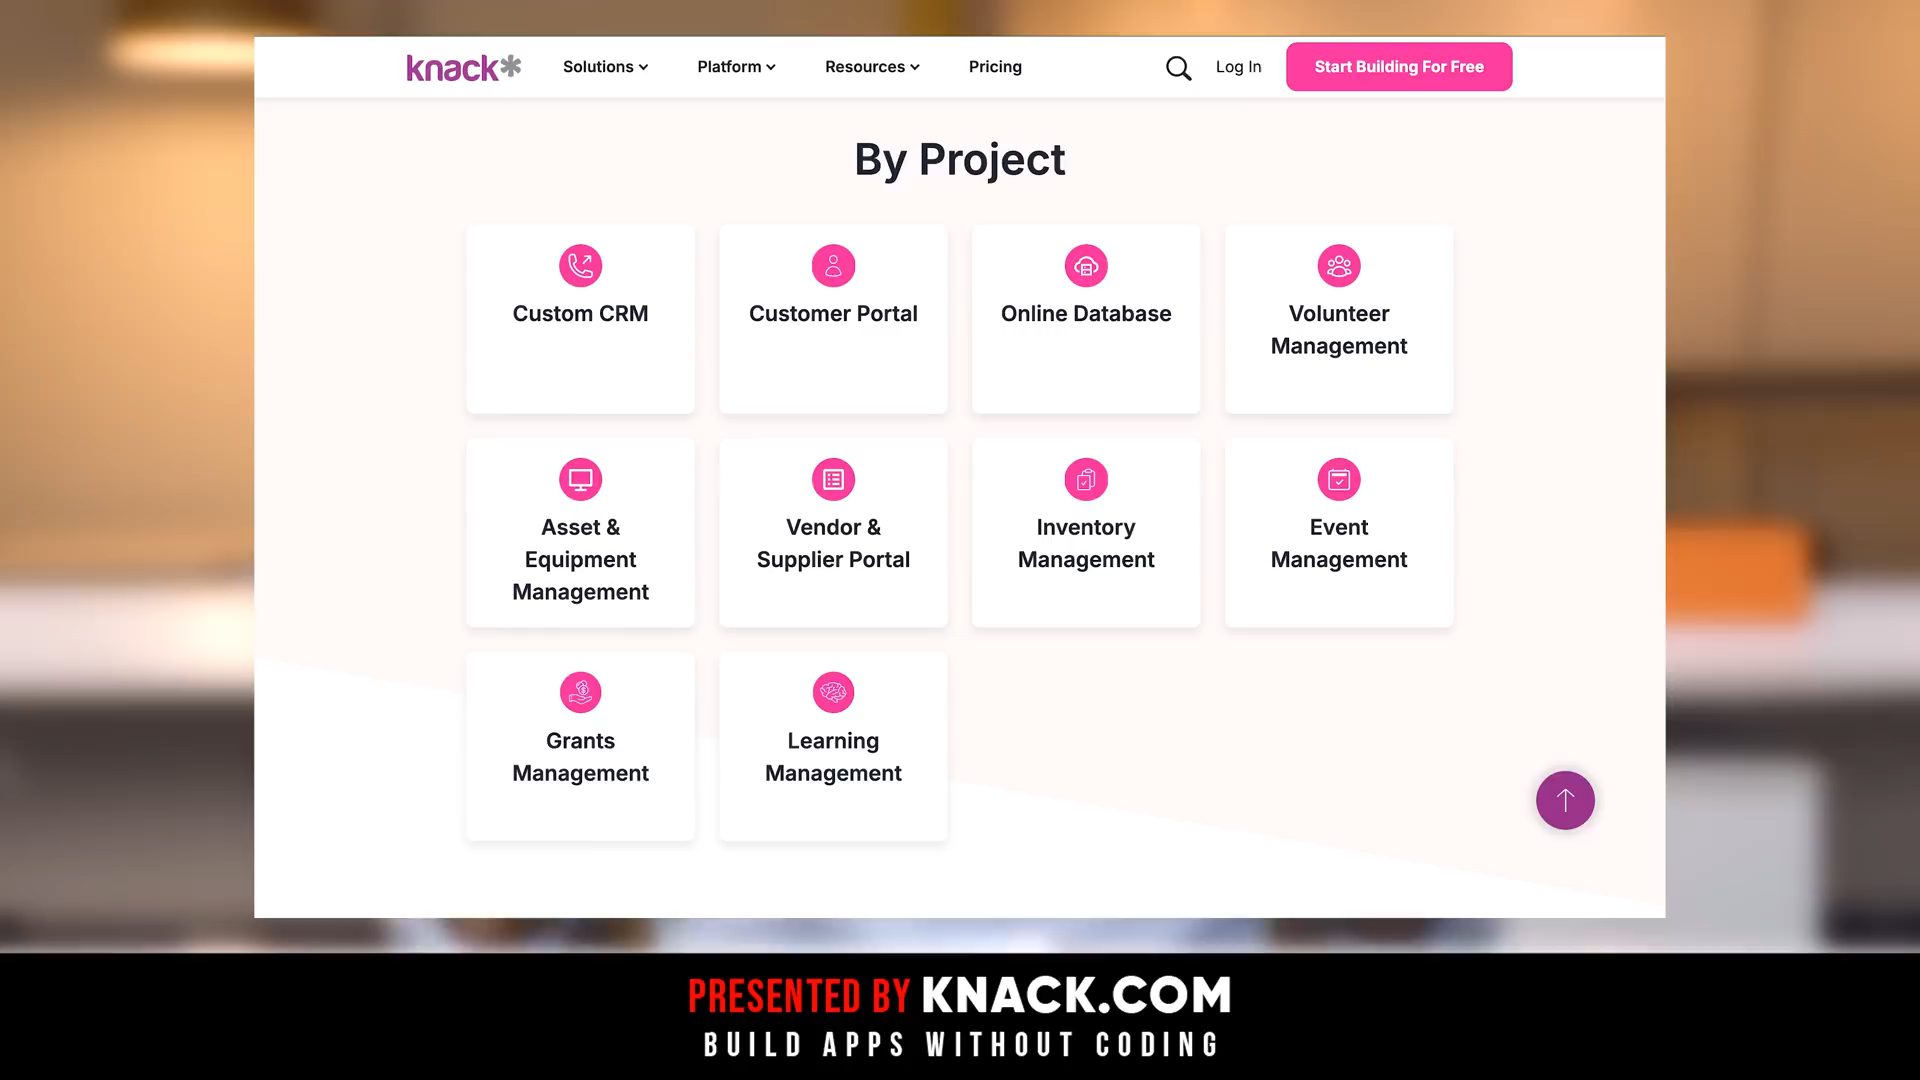 knack*
Solutions
Platform
Resources
Pricing
Log In
Start Building For Free
By Project
Custom CRM
Customer Portal
Online Database
Volunteer
Management
Asset &
Equipment
Management
Vendor &
Supplier Portal
Inventory
Management
Event
Management
Grants
Management
Learning
Management
PRESENTED BY KNACK.COM
BUILD APPS WITHOUT CODING